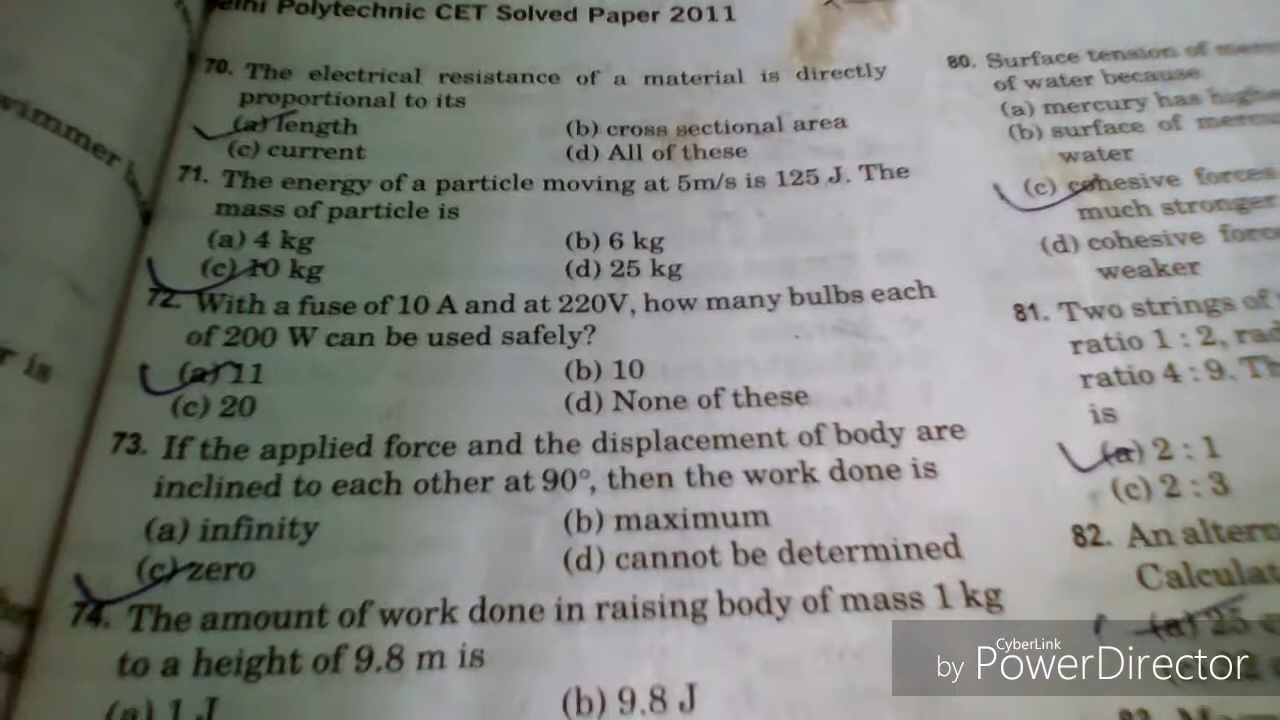 Polytechnic CET Solved Paper 2011
70. The electrical resistance of a material is directly
proportional to its
(a) length (b) cross sectional area
(c) current (d) All of these
71. The energy of a particle moving at 5m/s is 125 J. The
mass of particle is
(a) 4 kg (b) 6 kg
(c) 10 kg (d) 25 kg
72. With a fuse of 10 A and at 220V, how many bulbs each
of 200 W can be used safely?
(a) 11 (b) 10
(c) 20 (d) None of these
73. If the applied force and the displacement of body are
inclined to each other at 90°, then the work done is
(a) infinity (b) maximum
(c) zero (d) cannot be determined
74. The amount of work done in raising body of mass 1 kg
to a height of 9.8 m is
(a) 1 J (b) 9.8 J
80. Surface tension of
of water because
(a) mercury has
(b) surface of
water
(c) cohesive forces
much stronger
(d) cohesive
weaker
81. Two strings of
ratio 1 : 2,
ratio 4 : 9.
is
(a) 2 : 1
(c) 2 : 3
82. An
(a) 25
r is
CyberLink
by PowerDirector